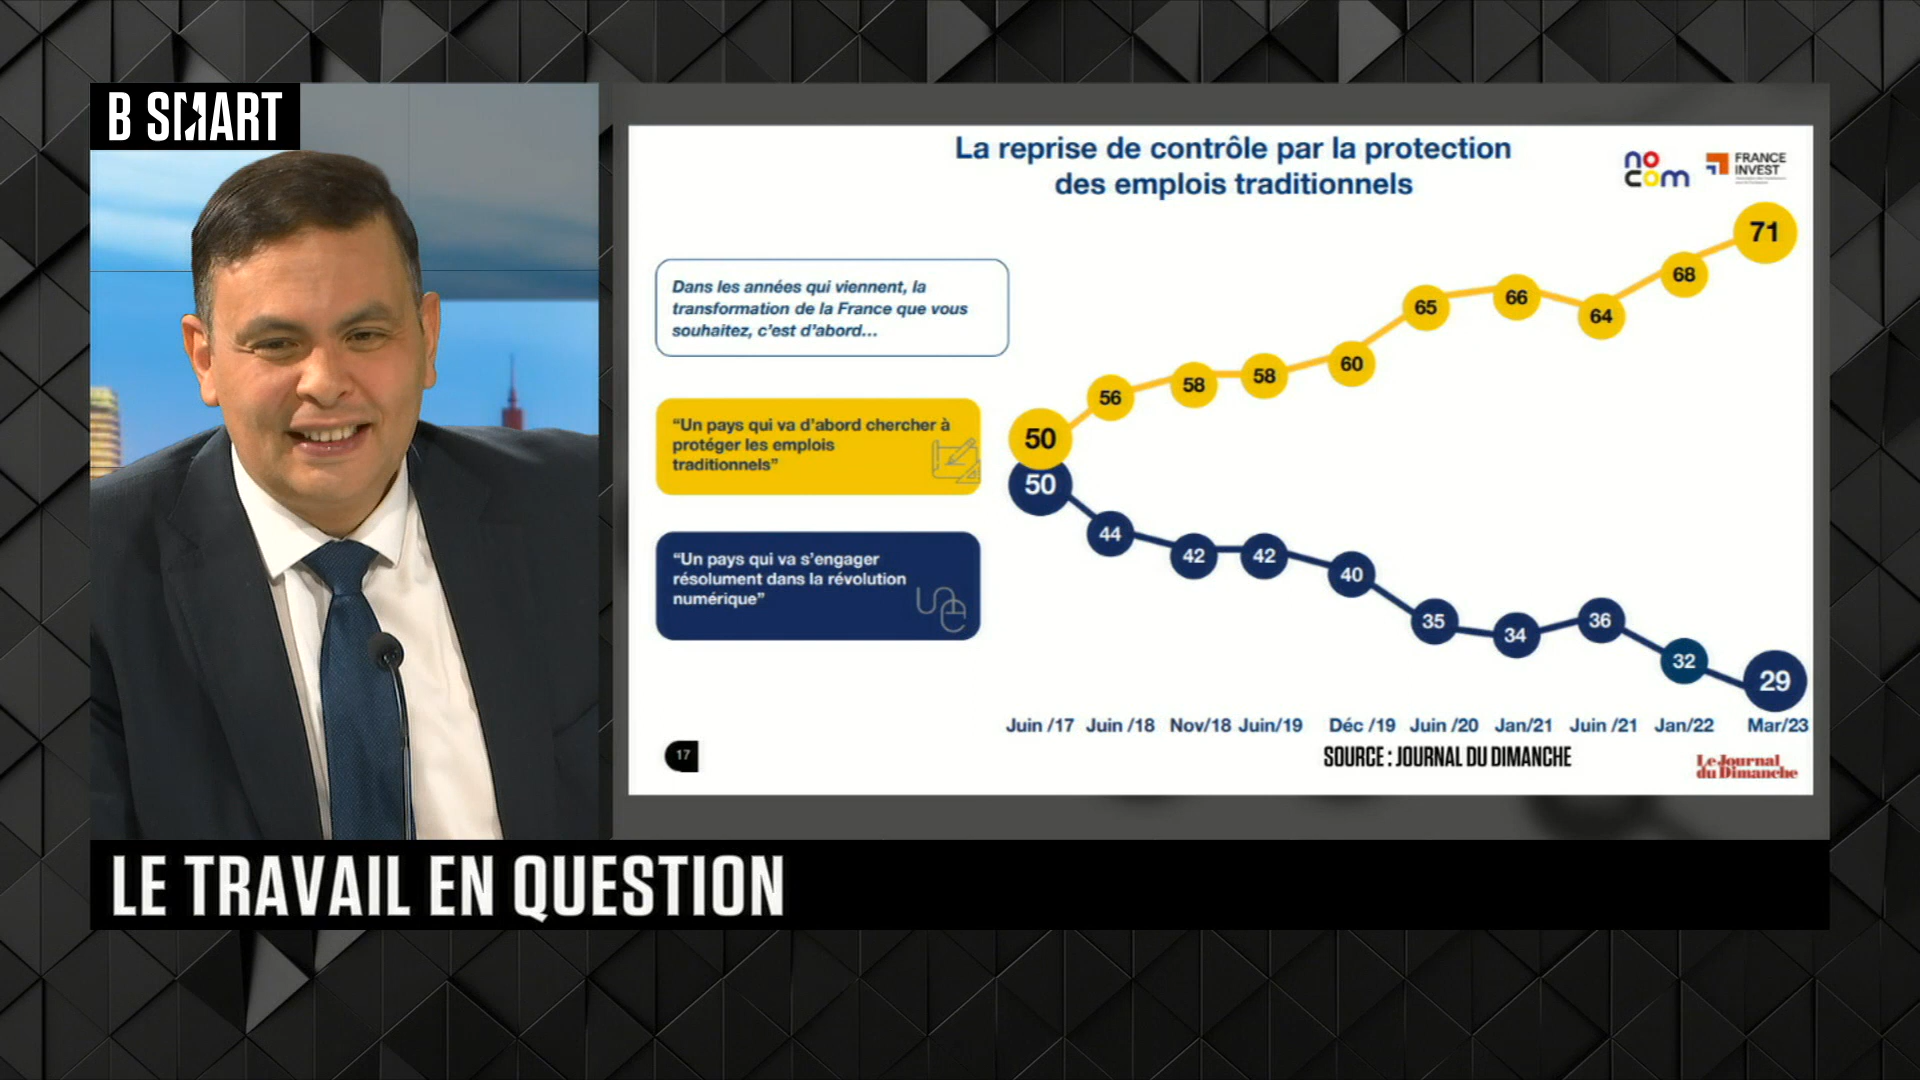 B SMART
La reprise de contrôle par la protection
des emplois traditionnels
no
com
FRANCE
INVEST
Dans les années qui viennent, la
transformation de la France que vous
souhaitez, c'est d'abord...
“Un pays qui va d'abord chercher à
protéger les emplois
traditionnels”
“Un pays qui va s'engager
résolument dans la révolution
numérique”
50 56 58 58 60 65 66 64 68 71
50 44 42 42 40 35 34 36 32 29
Juin /17 Juin /18 Nov/18 Juin/19 Déc /19 Juin /20 Jan/21 Juin /21 Jan/22 Mar/23
17
SOURCE : JOURNAL DU DIMANCHE
Le Journal
du Dimanche
LE TRAVAIL EN QUESTION